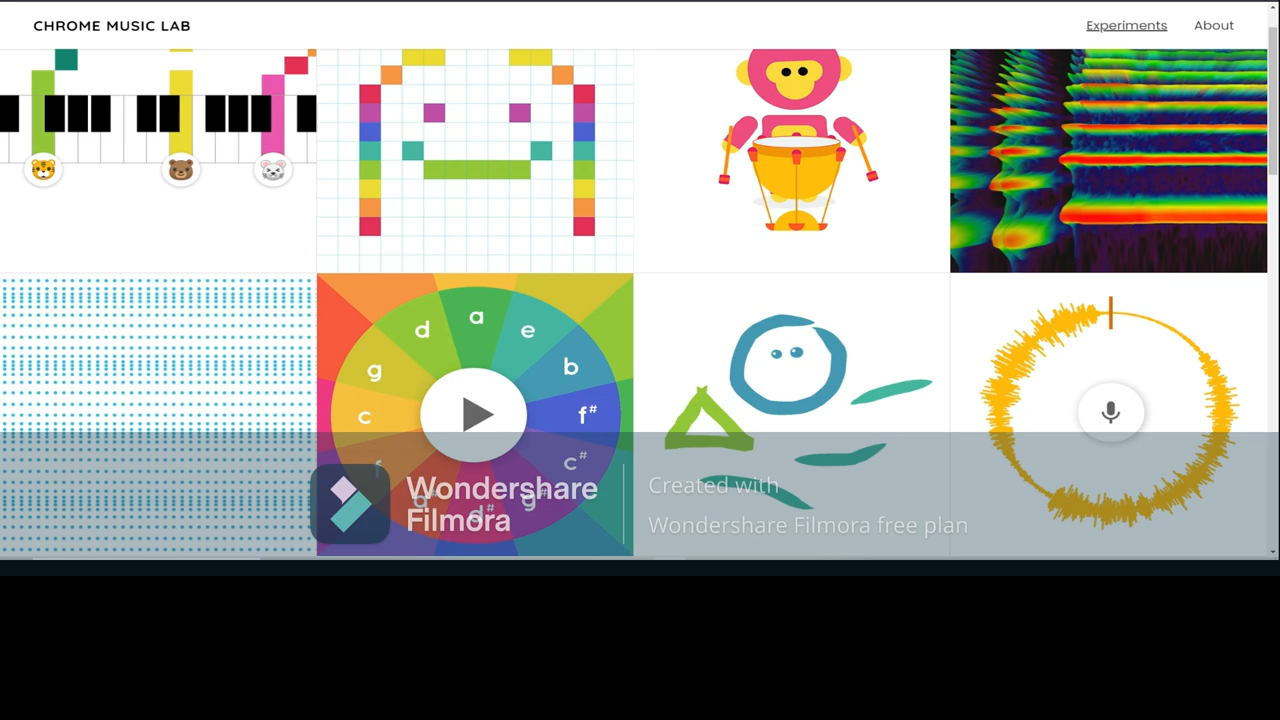 CHROME MUSIC LAB
Experiments
About
a
d
e
g
b
c
f#
f
c#
g#
d#
Wondershare
Filmora
Created with
Wondershare Filmora free plan